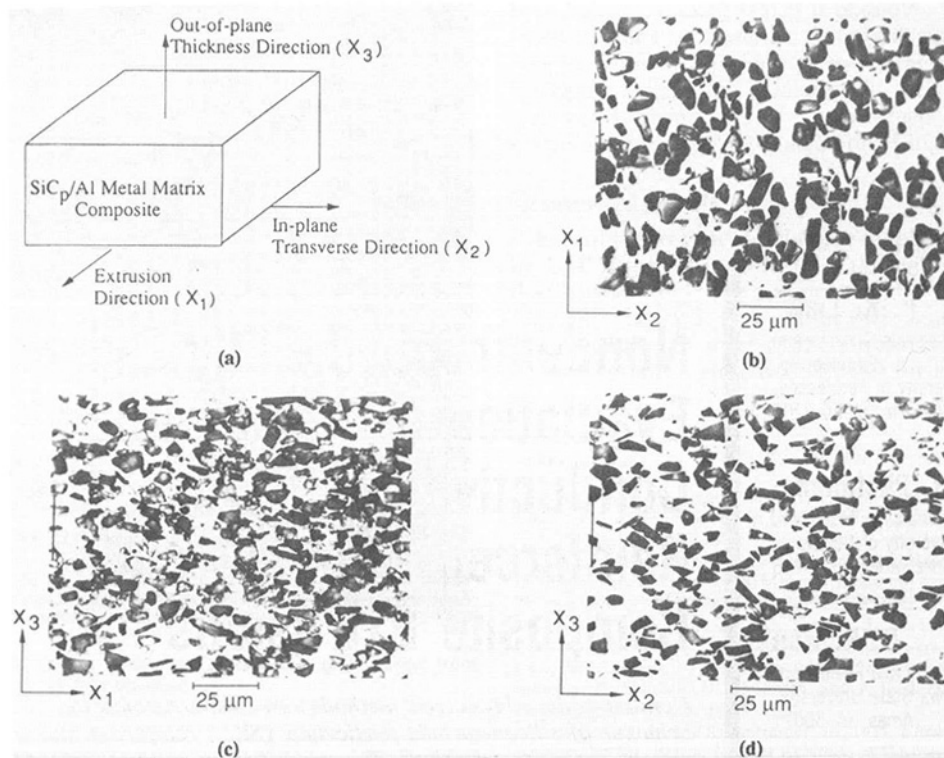 Out-of-plane
Thickness Direction (X3)
SiCp/Al Metal Matrix
Composite
In-plane
Transverse Direction (X2)
Extrusion
Direction (X1)
(a)
X1
X2
25 μm
(b)
X3
X1
25 μm
(c)
X3
X2
25 μm
(d)